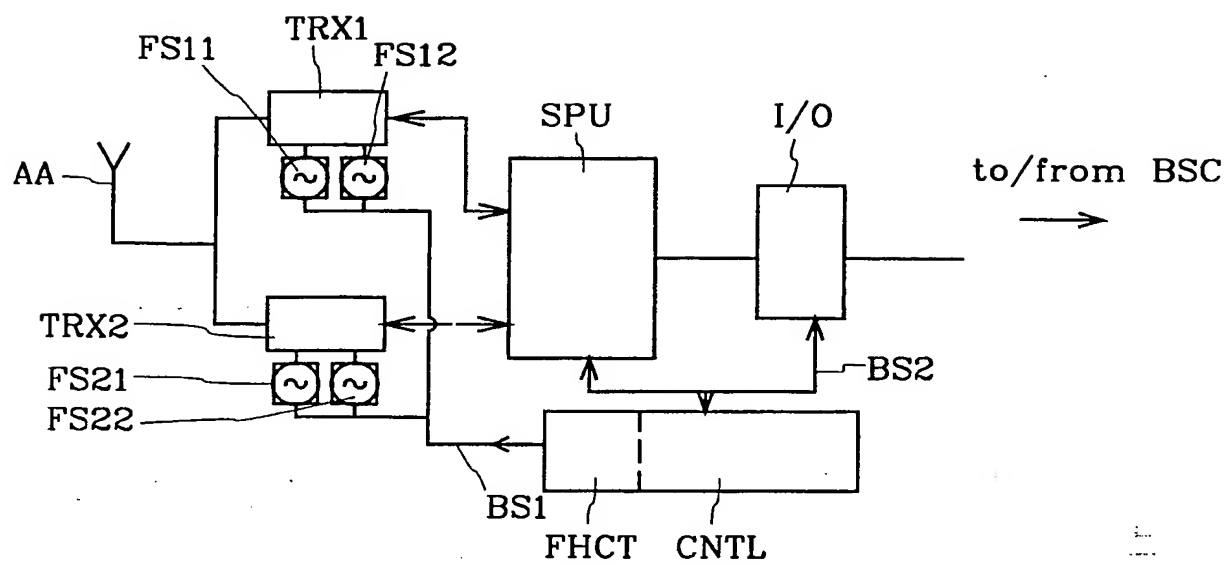 TRX1
FS11
FS12
SPU
I/O
AA
to/from BSC
TRX2
FS21
FS22
BS2
BS1
FHCT
CNTL